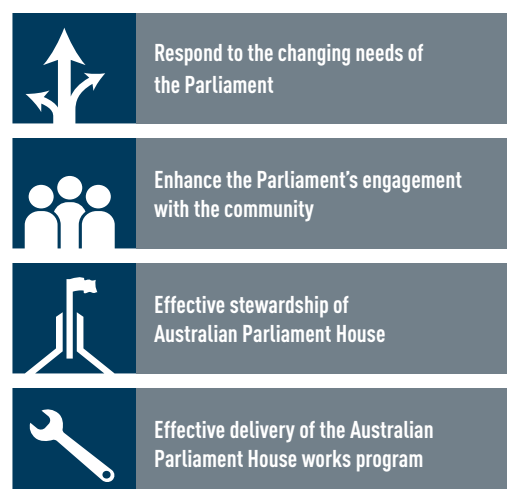 Respond to the changing needs of
the Parliament
Enhance the Parliament’s engagement
with the community
Effective stewardship of
Australian Parliament House
Effective delivery of the Australian
Parliament House works program